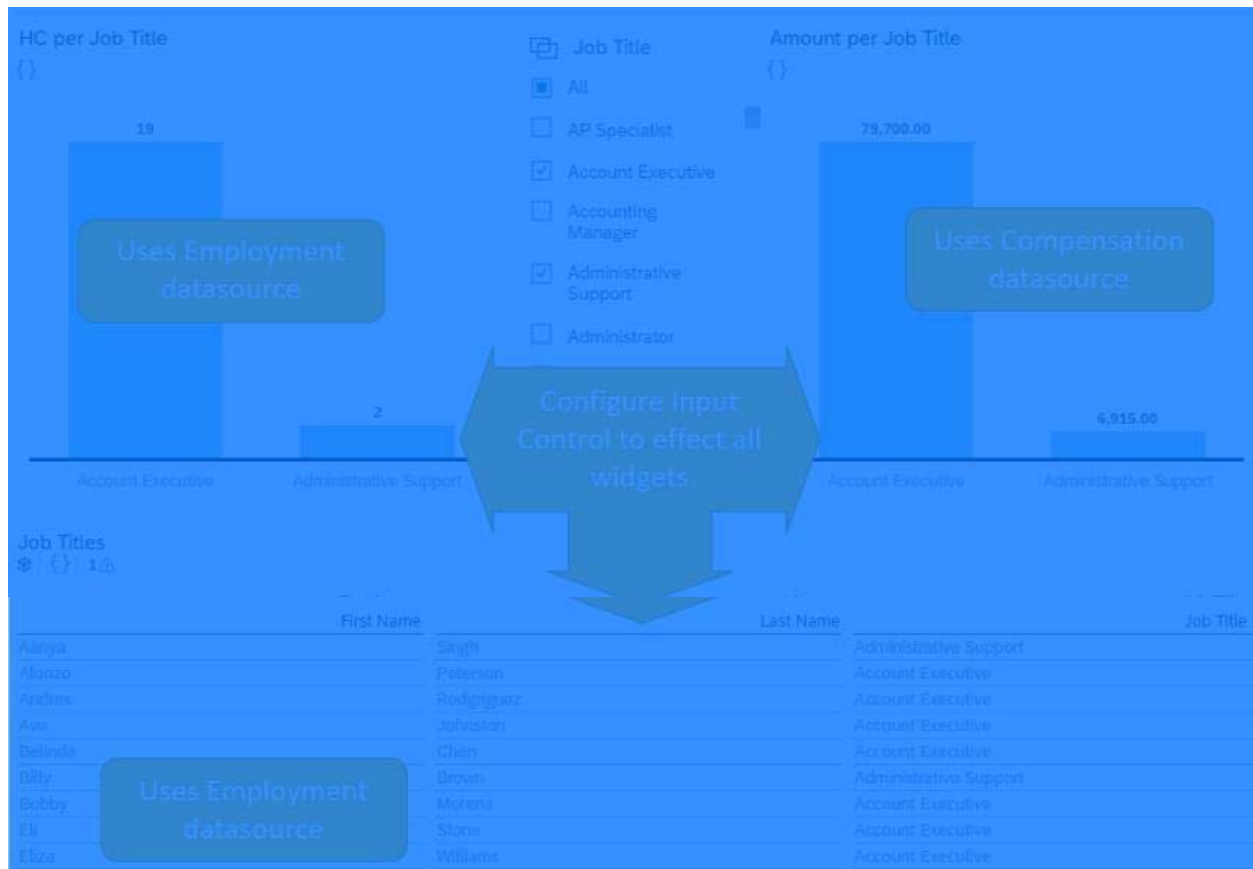 HC per Job Title
{}
19
2
Account Executive
Administrative Support
Uses Employment
datasource
Job Title
All
AP Specialist
Account Executive
Accounting
Manager
Administrative
Support
Administrator
Amount per Job Title
{}
79,700.00
6,915.00
Account Executive
Administrative Support
Uses Compensation
datasource
Configure Input
Control to effect all
widgets
Job Titles
{} 1
First Name Last Name Job Title
Aanya Singh Administrative Support
Alonzo Peterson Account Executive
Andres Rodgriguez Account Executive
Ava Johnston Account Executive
Belinda Chen Account Executive
Billy Brown Administrative Support
Bobby Morena Account Executive
Eli Stone Account Executive
Eliza Williams Account Executive
Uses Employment
datasource